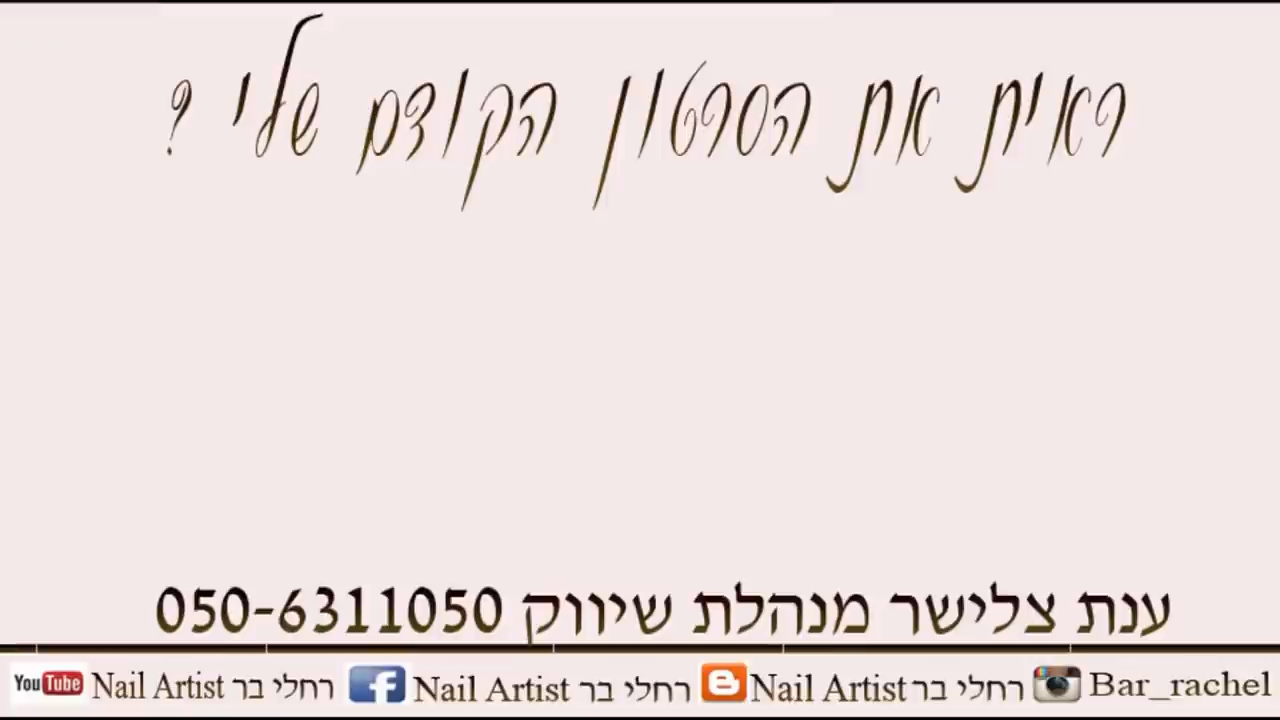 ראית את הסרטון הקודם שלי ?
ענת צלישר מנהלת שיווק 050-6311050
YouTube Nail Artist רחלי בר f Nail Artist רחלי בר Nail Artist רחלי בר Bar_rachel